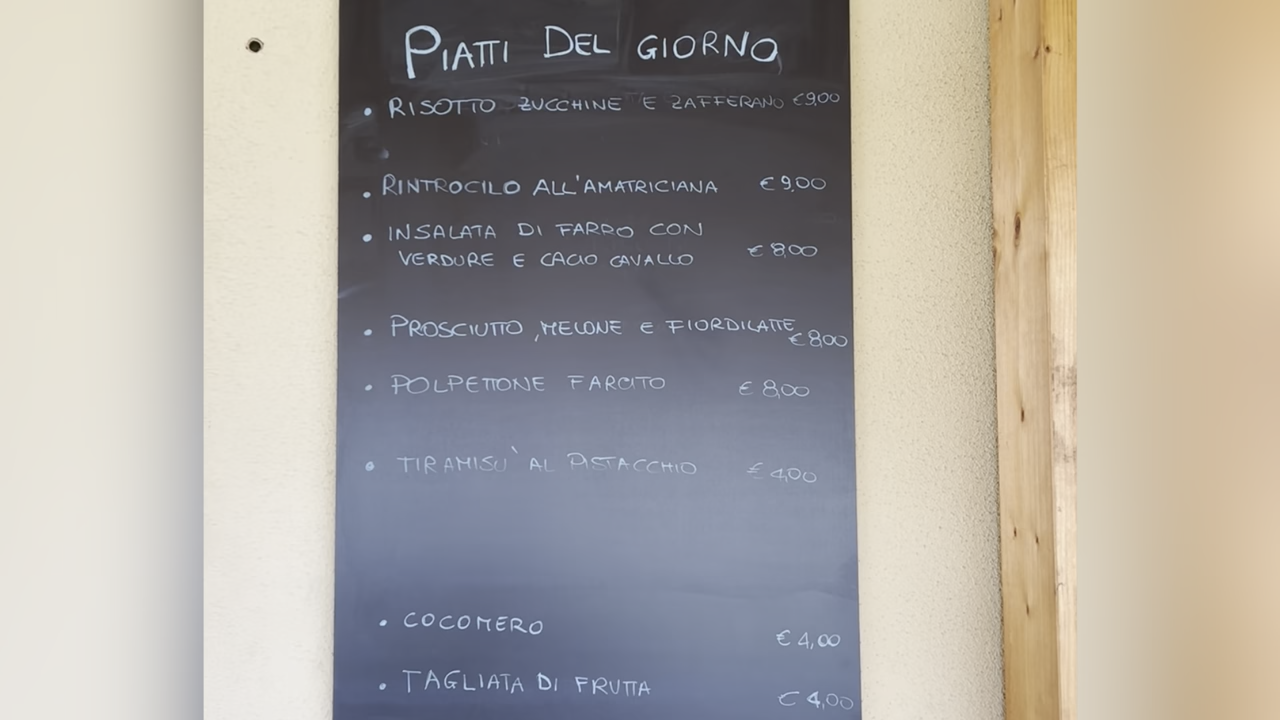 PIATTI DEL GIORNO
• RISOTTO ZUCCHINE E ZAFFERANO €9,00
• RINTROCILO ALL'AMATRICIANA € 9,00
• INSALATA DI FARRO CON
VERDURE E CACIO CAVALLO € 8,00
• PROSCIUTTO, MELONE E FIORDILATTE € 8,00
• POLPETTONE FARCITO € 8,00
• TIRAMISU' AL PISTACCHIO € 4,00
• COCOMERO € 4,00
• TAGLIATA DI FRUTTA € 4,00